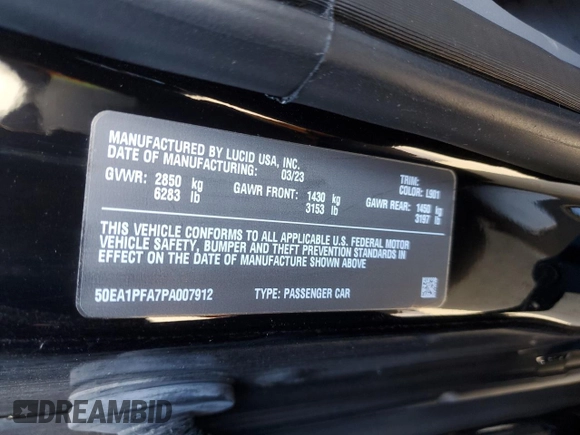 MANUFACTURED BY LUCID USA, INC.
DATE OF MANUFACTURING: 03/23
TRIM:
COLOR: L901
GVWR: 2850 kg GAWR FRONT: 1430 kg GAWR REAR: 1450 kg
6283 lb 3153 lb 3197 lb
THIS VEHICLE CONFORMS TO ALL APPLICABLE U.S. FEDERAL MOTOR
VEHICLE SAFETY, BUMPER AND THEFT PREVENTION STANDARDS IN
EFFECT ON THE DATE OF MANUFACTURE SHOWN ABOVE
50EA1PFA7PA007912 TYPE: PASSENGER CAR
DREAMBID